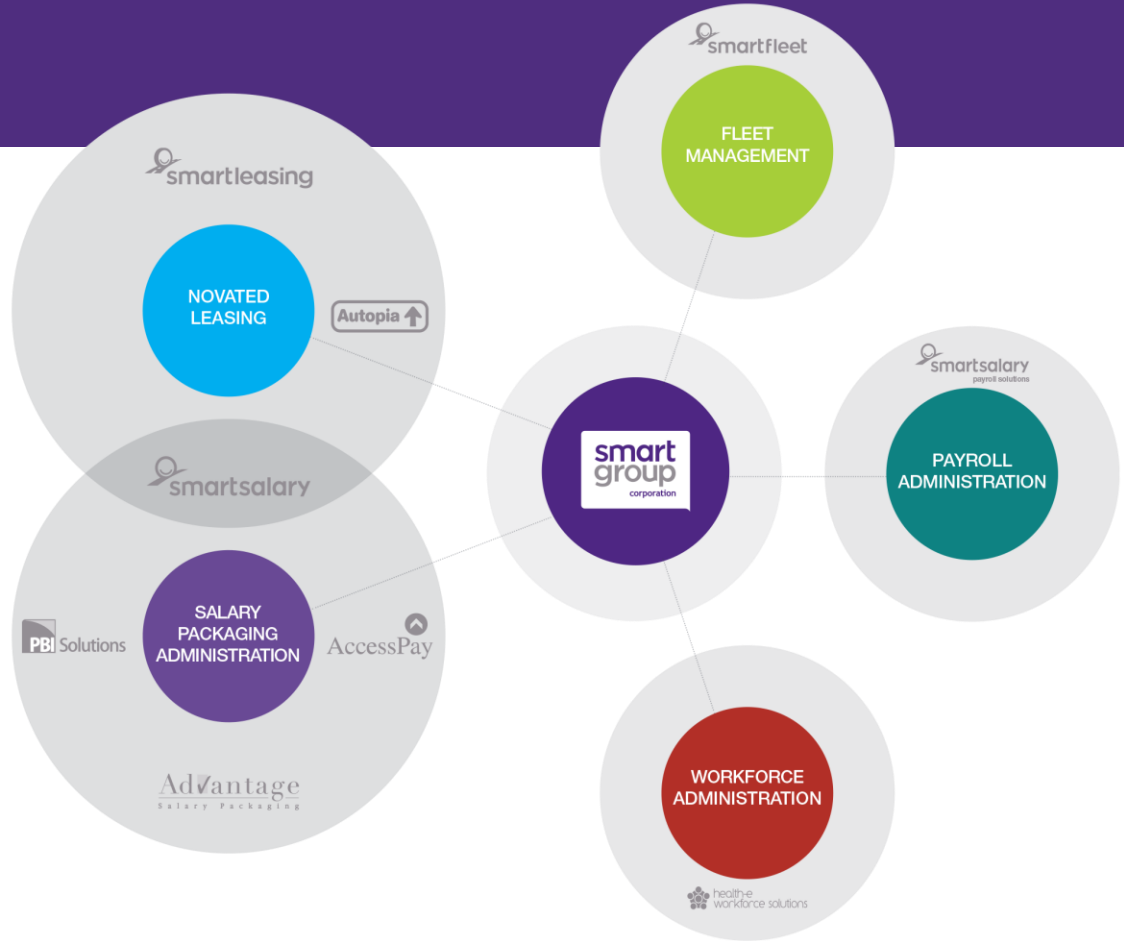 smartfleet
FLEET
MANAGEMENT
smartleasing
NOVATED
LEASING
Autopia
smartsalary
payroll solutions
PAYROLL
ADMINISTRATION
smart
group
corporation
smartsalary
SALARY
PACKAGING
ADMINISTRATION
PBI Solutions
AccessPay
Advantage
Salary Packaging
WORKFORCE
ADMINISTRATION
health-e
workforce solutions